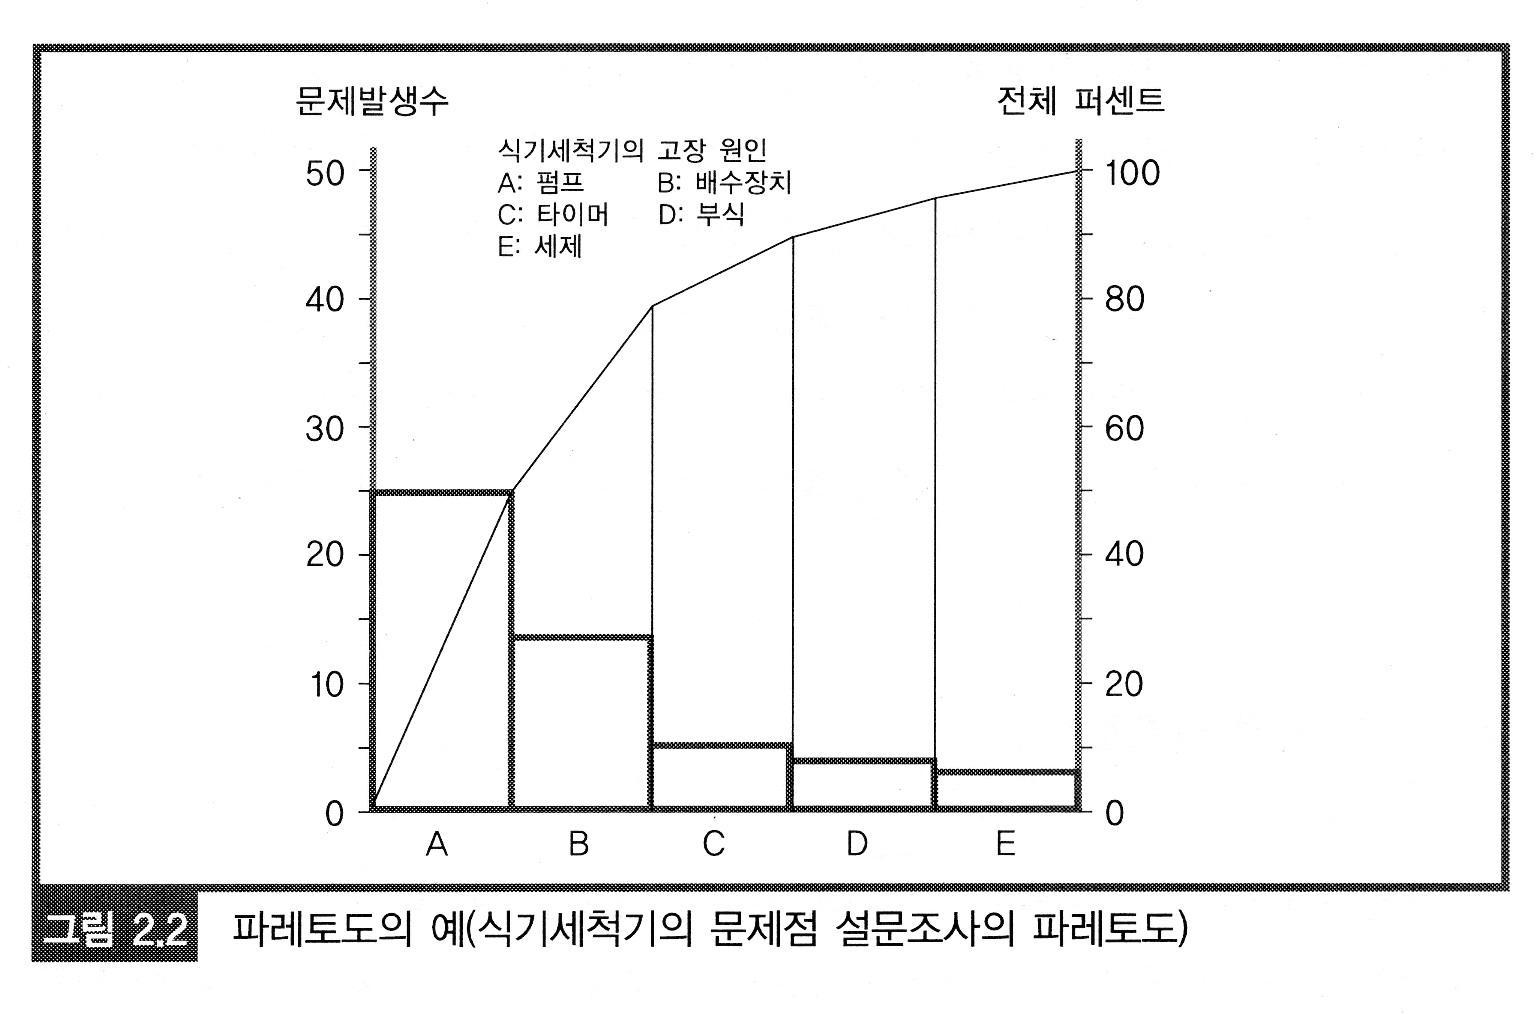 문제발생수
전체 퍼센트
식기세척기의 고장 원인
A: 펌프 B: 배수장치
C: 타이머 D: 부식
E: 세제
50 100
40 80
30 60
20 40
10 20
0 0
A B C D E
그림 2.2 파레토도의 예(식기세척기의 문제점 설문조사의 파레토도)